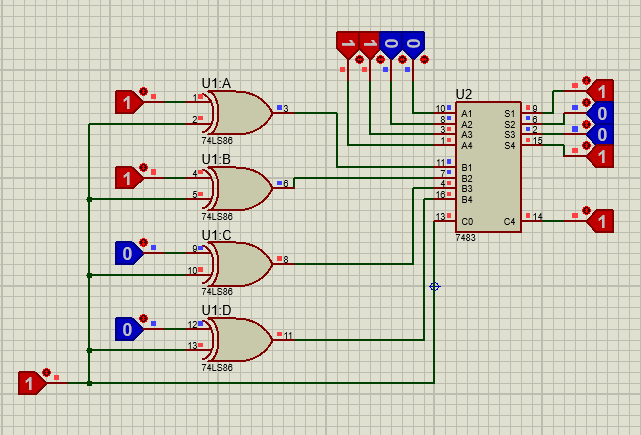 1 1 0 0
U1:A
1
1
2
3
74LS86
U1:B
1
4
5
6
74LS86
U1:C
0
9
10
8
74LS86
U1:D
0
12
13
11
74LS86
1
U2
10 A1 S1 9 1
8 A2 S2 6 0
3 A3 S3 2 0
1 A4 S4 15 1
11 B1
7 B2
4 B3
16 B4
13 C0 C4 14 1
7483